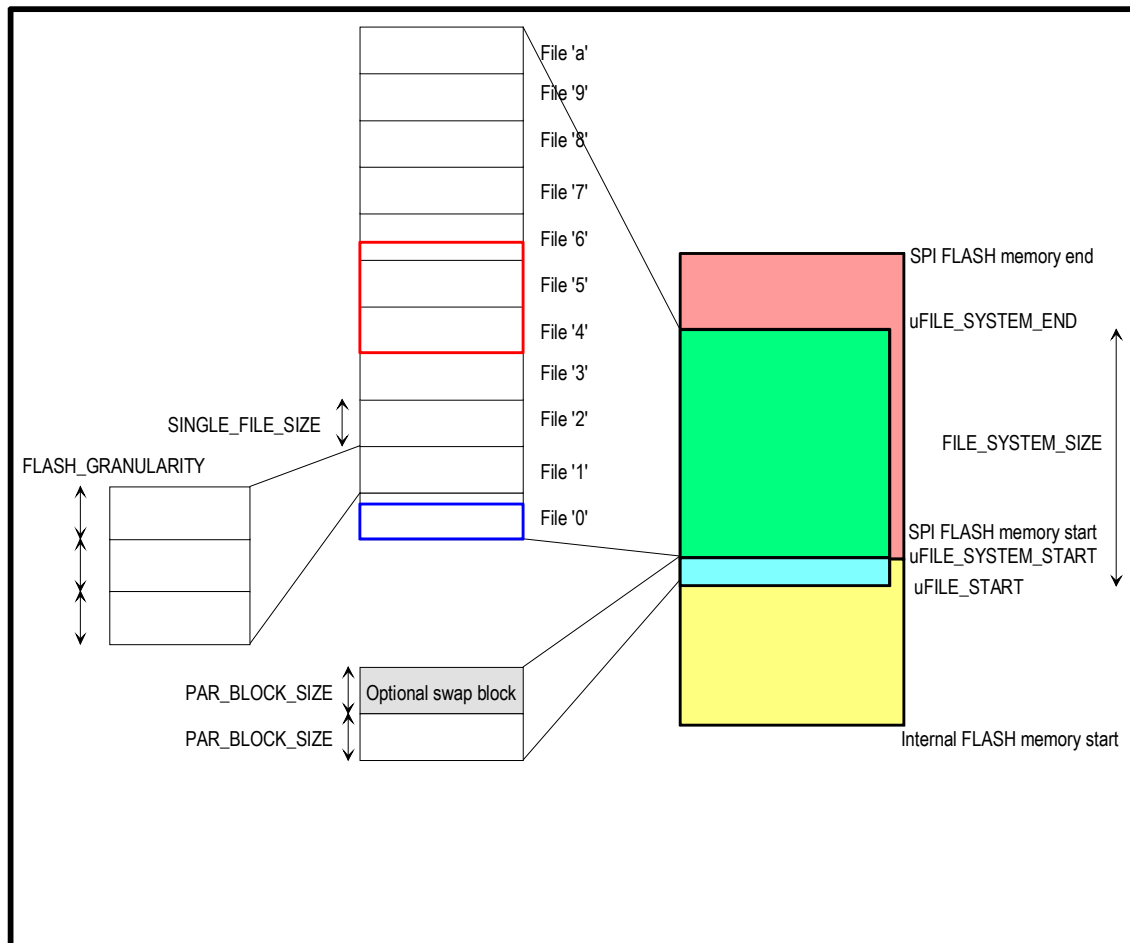 File 'a'
File '9'
File '8'
File '7'
File '6'
File '5'
File '4'
File '3'
File '2'
File '1'
File '0'
SINGLE_FILE_SIZE
FLASH_GRANULARITY
PAR_BLOCK_SIZE
Optional swap block
PAR_BLOCK_SIZE
SPI FLASH memory end
uFILE_SYSTEM_END
FILE_SYSTEM_SIZE
SPI FLASH memory start
uFILE_SYSTEM_START
uFILE_START
Internal FLASH memory start